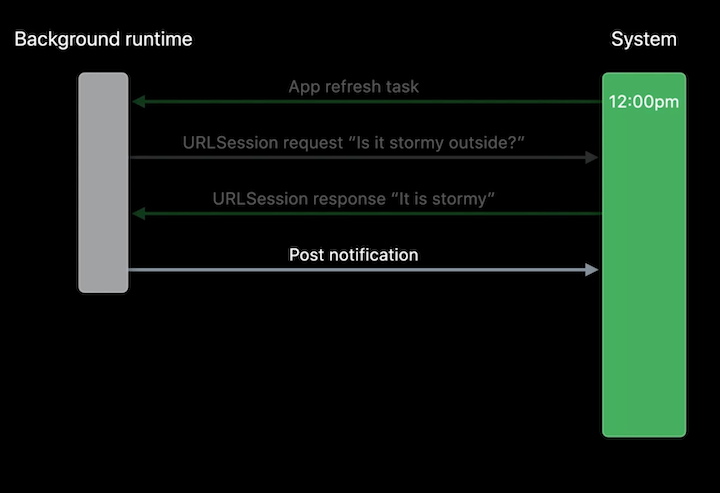 Background runtime
System
App refresh task
12:00pm
URLSession request “Is it stormy outside?”
URLSession response “It is stormy”
Post notification